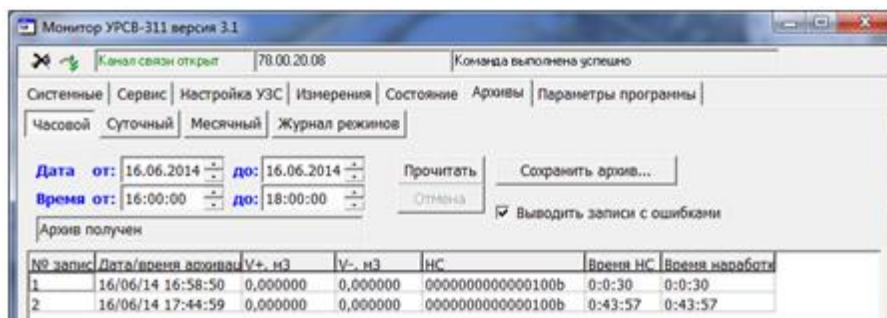 Монитор УРСВ-311 версия 3.1
Канал связи открыт 78.00.20.08 Команда выполнена успешно
Системные Сервис Настройка УЗС Измерения Состояние Архивы Параметры программы
Часовой Суточный Месячный Журнал режимов
Дата от: 16.06.2014 до: 16.06.2014 Прочитать Сохранить архив...
Время от: 16:00:00 до: 18:00:00 Отмена
Выводить записи с ошибками
Архив получен
№ запис Дата/время архивац V+, м3 V-, м3 НС Время НС Время наработк
1 16/06/14 16:58:50 0,000000 0,000000 0000000000000100b 0:0:30 0:0:30
2 16/06/14 17:44:59 0,000000 0,000000 0000000000000100b 0:43:57 0:43:57